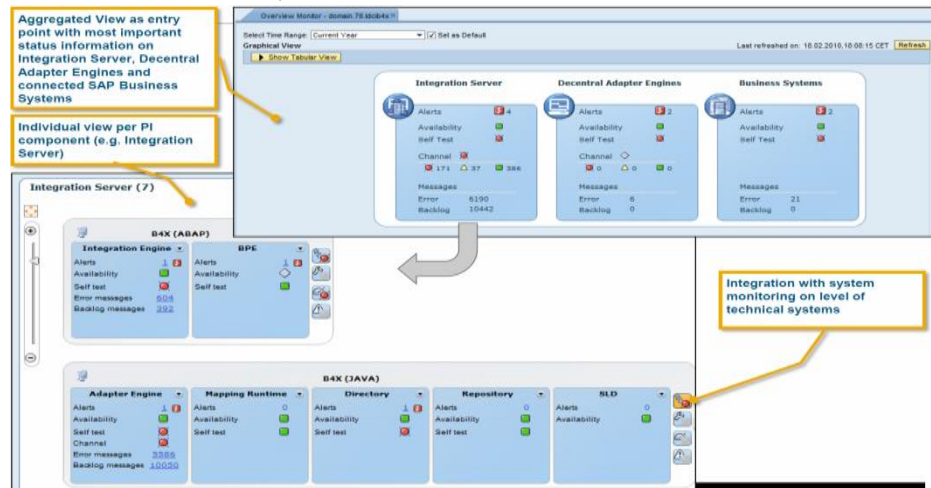 Aggregated View as entry
point with most important
status information on
Integration Server, Decentral
Adapter Engines and
connected SAP Business
Systems
Individual view per PI
component (e.g. Integration
Server)
Overview Monitor - domain.78.ldcib4x
Select Time Range: Current Year Set as Default
Graphical View
Last refreshed on: 18.02.2010,18:08:15 CET Refresh
Show Tabular View
Integration Server
Alerts 4
Availability
Self Test
Channel
171 37 386
Messages
Error 6190
Backlog 10442
Decentral Adapter Engines
Alerts 2
Availability
Self Test
Channel
0 0 0
Messages
Error 6
Backlog 0
Business Systems
Alerts 2
Availability
Self Test
Messages
Error 21
Backlog 0
Integration Server (7)
B4X (ABAP)
Integration Engine
Alerts 1
Availability
Self test
Error messages 604
Backlog messages 392
BPE
Alerts 1
Availability
Self test
Integration with system
monitoring on level of
technical systems
B4X (JAVA)
Adapter Engine
Alerts 1
Availability
Self test
Channel
Error messages 5586
Backlog messages 10050
Mapping Runtime
Alerts 0
Availability
Self test
Directory
Alerts 1
Availability
Self test
Repository
Alerts 0
Availability
Self test
SLD
Alerts 0
Availability